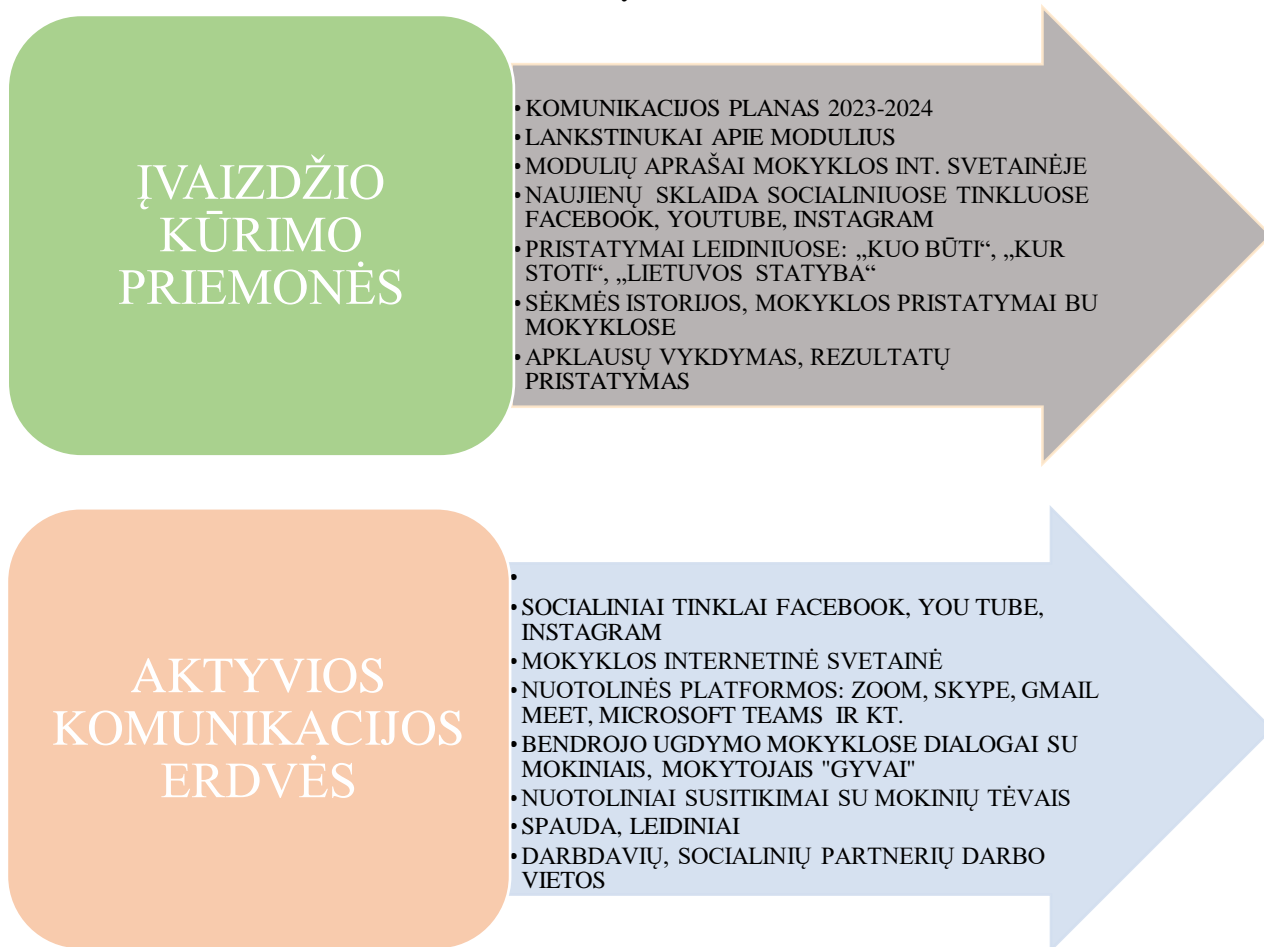 ĮVAIZDŽIO
KŪRIMO
PRIEMONĖS
• KOMUNIKACIJOS PLANAS 2023-2024
• LANKSTINUKAI APIE MODULIUS
• MODULIŲ APRAŠAI MOKYKLOS INT. SVETAINĖJE
• NAUJIENŲ SKLAIDA SOCIALINIUOSE TINKLUOSE
FACEBOOK, YOUTUBE, INSTAGRAM
• PRISTATYMAI LEIDINIUOSE: „KUO BŪTI“, „KUR
STOTI“, „LIETUVOS STATYBA“
• SĖKMĖS ISTORIJOS, MOKYKLOS PRISTATYMAI BU
MOKYKLOSE
• APKLAUSŲ VYKDYMAS, REZULTATŲ
PRISTATYMAS
AKTYVIOS
KOMUNIKACIJOS
ERDVĖS
•
• SOCIALINIAI TINKLAI FACEBOOK, YOU TUBE,
INSTAGRAM
• MOKYKLOS INTERNETINĖ SVETAINĖ
• NUOTOLINĖS PLATFORMOS: ZOOM, SKYPE, GMAIL
MEET, MICROSOFT TEAMS IR KT.
• BENDROJO UGDYMO MOKYKLOSE DIALOGAI SU
MOKINIAIS, MOKYTOJAIS "GYVAI"
• NUOTOLINIAI SUSITIKIMAI SU MOKINIŲ TĖVAIS
• SPAUDA, LEIDINIAI
• DARBDAVIŲ, SOCIALINIŲ PARTNERIŲ DARBO
VIETOS